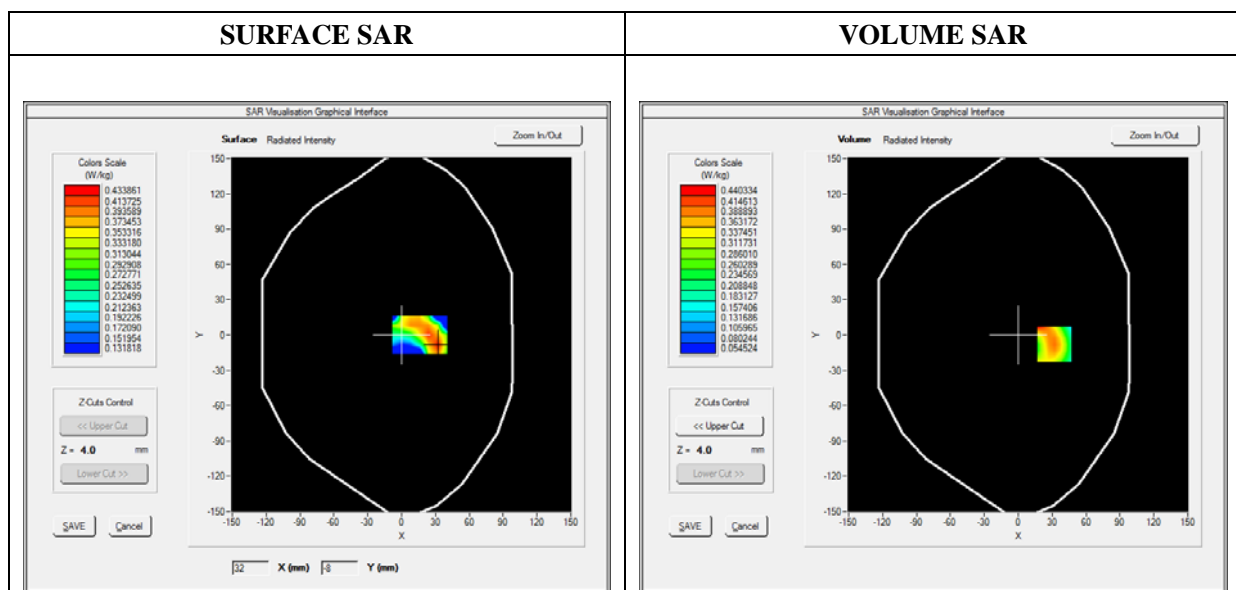 SURFACE SAR
VOLUME SAR
SAR Visualisation Graphical Interface
Surface Radiated Intensity
Zoom In/Out
Colors Scale
(W/kg)
0.433861
0.413725
0.393589
0.373453
0.353316
0.333180
0.313044
0.292908
0.272771
0.252635
0.232499
0.212363
0.192226
0.172090
0.151954
0.131818
Z-Cuts Control
<< Upper Cut
Z = 4.0 mm
Lower Cut >>
SAVE Cancel
150
120
90
60
30
0
-30
-60
-90
-120
-150
Y
-150 -120 -90 -60 -30 0 30 60 90 120 150
X
32 X (mm) -8 Y (mm)
SAR Visualisation Graphical Interface
Volume Radiated Intensity
Zoom In/Out
Colors Scale
(W/kg)
0.440334
0.414613
0.388893
0.363172
0.337451
0.311731
0.286010
0.260289
0.234569
0.208848
0.183127
0.157406
0.131686
0.105965
0.080244
0.054524
Z-Cuts Control
<< Upper Cut
Z = 4.0 mm
Lower Cut >>
SAVE Cancel
150
120
90
60
30
0
-30
-60
-90
-120
-150
Y
-150 -120 -90 -60 -30 0 30 60 90 120 150
X